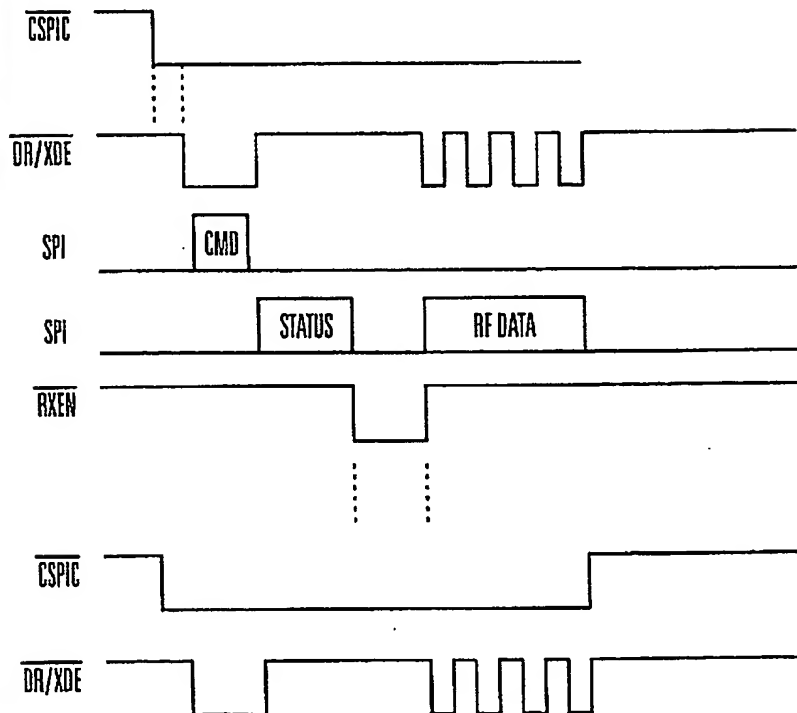 CSPIC
DR/XDE
SPI CMD
SPI STATUS RF DATA
RXEN
CSPIC
DR/XDE